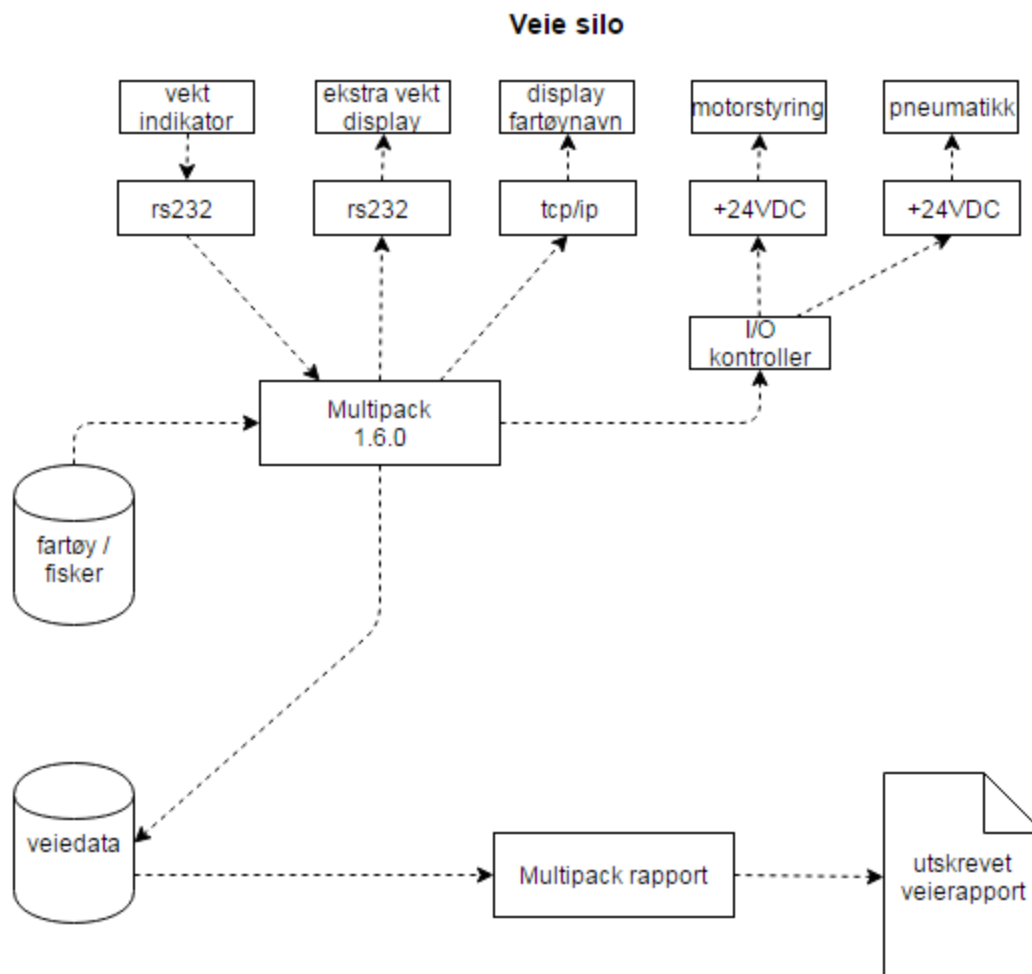 Veie silo
vekt
indikator
ekstra vekt
display
display
fartøynavn
motorstyring
pneumatikk
rs232
rs232
tcp/ip
+24VDC
+24VDC
I/O
kontroller
Multipack
1.6.0
fartøy /
fisker
veiedata
Multipack rapport
utskrevet
veierapport